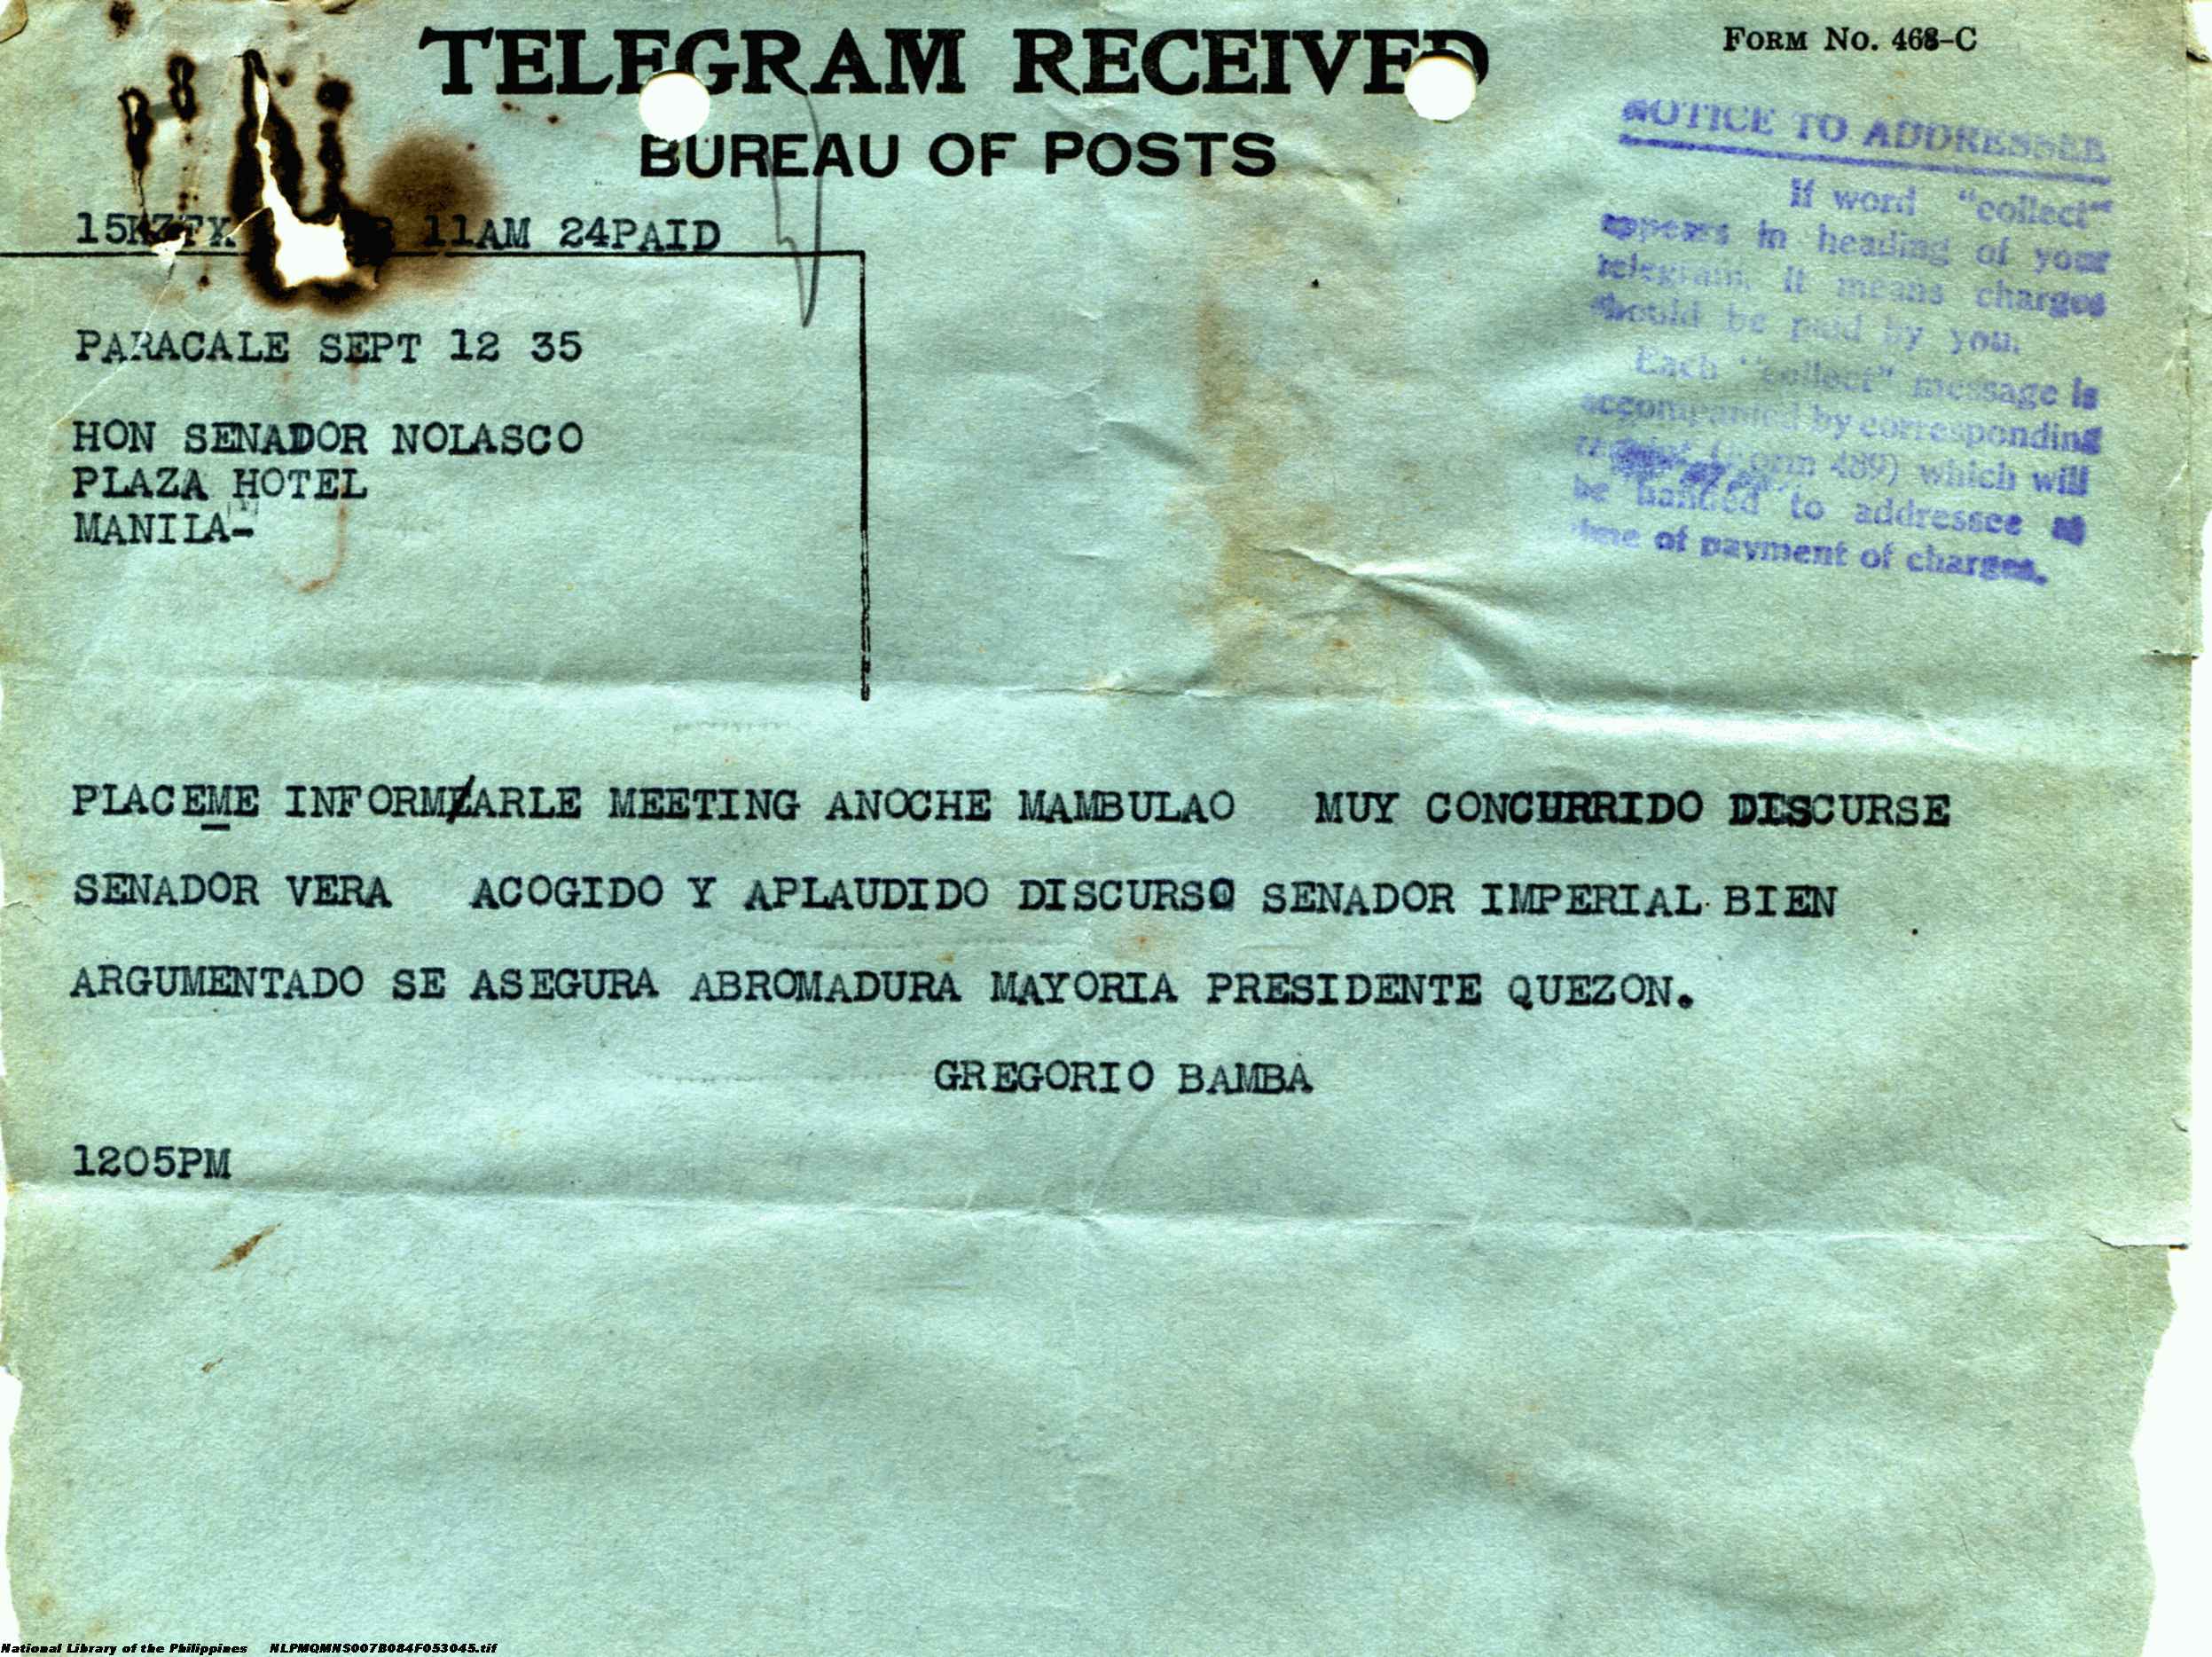 TELEGRAM RECEIVED
FORM NO. 468-C
BUREAU OF POSTS
NOTICE TO ADDRESSEE
If word "collect"
appears in heading of your
telegram, it means charges
should be paid by you.
Each "collect" message is
accompanied by corresponding
(Form 489) which will
be handed to addressee at
time of payment of charges.
11AM 24PAID
PARACALE SEPT 12 35
HON SENADOR NOLASCO
PLAZA HOTEL
MANILA-
PLACEME INFORMARLE MEETING ANOCHE MAMBULAO MUY CONCURRIDO DISCURSE
SENADOR VERA ACOGIDO Y APLAUDIDO DISCURSO SENADOR IMPERIAL BIEN
ARGUMENTADO SE ASEGURA ABROMADURA MAYORIA PRESIDENTE QUEZON.
GREGORIO BAMBA
1205PM
National Library of the Philippines NLPMQMNS007B084F053045.tif